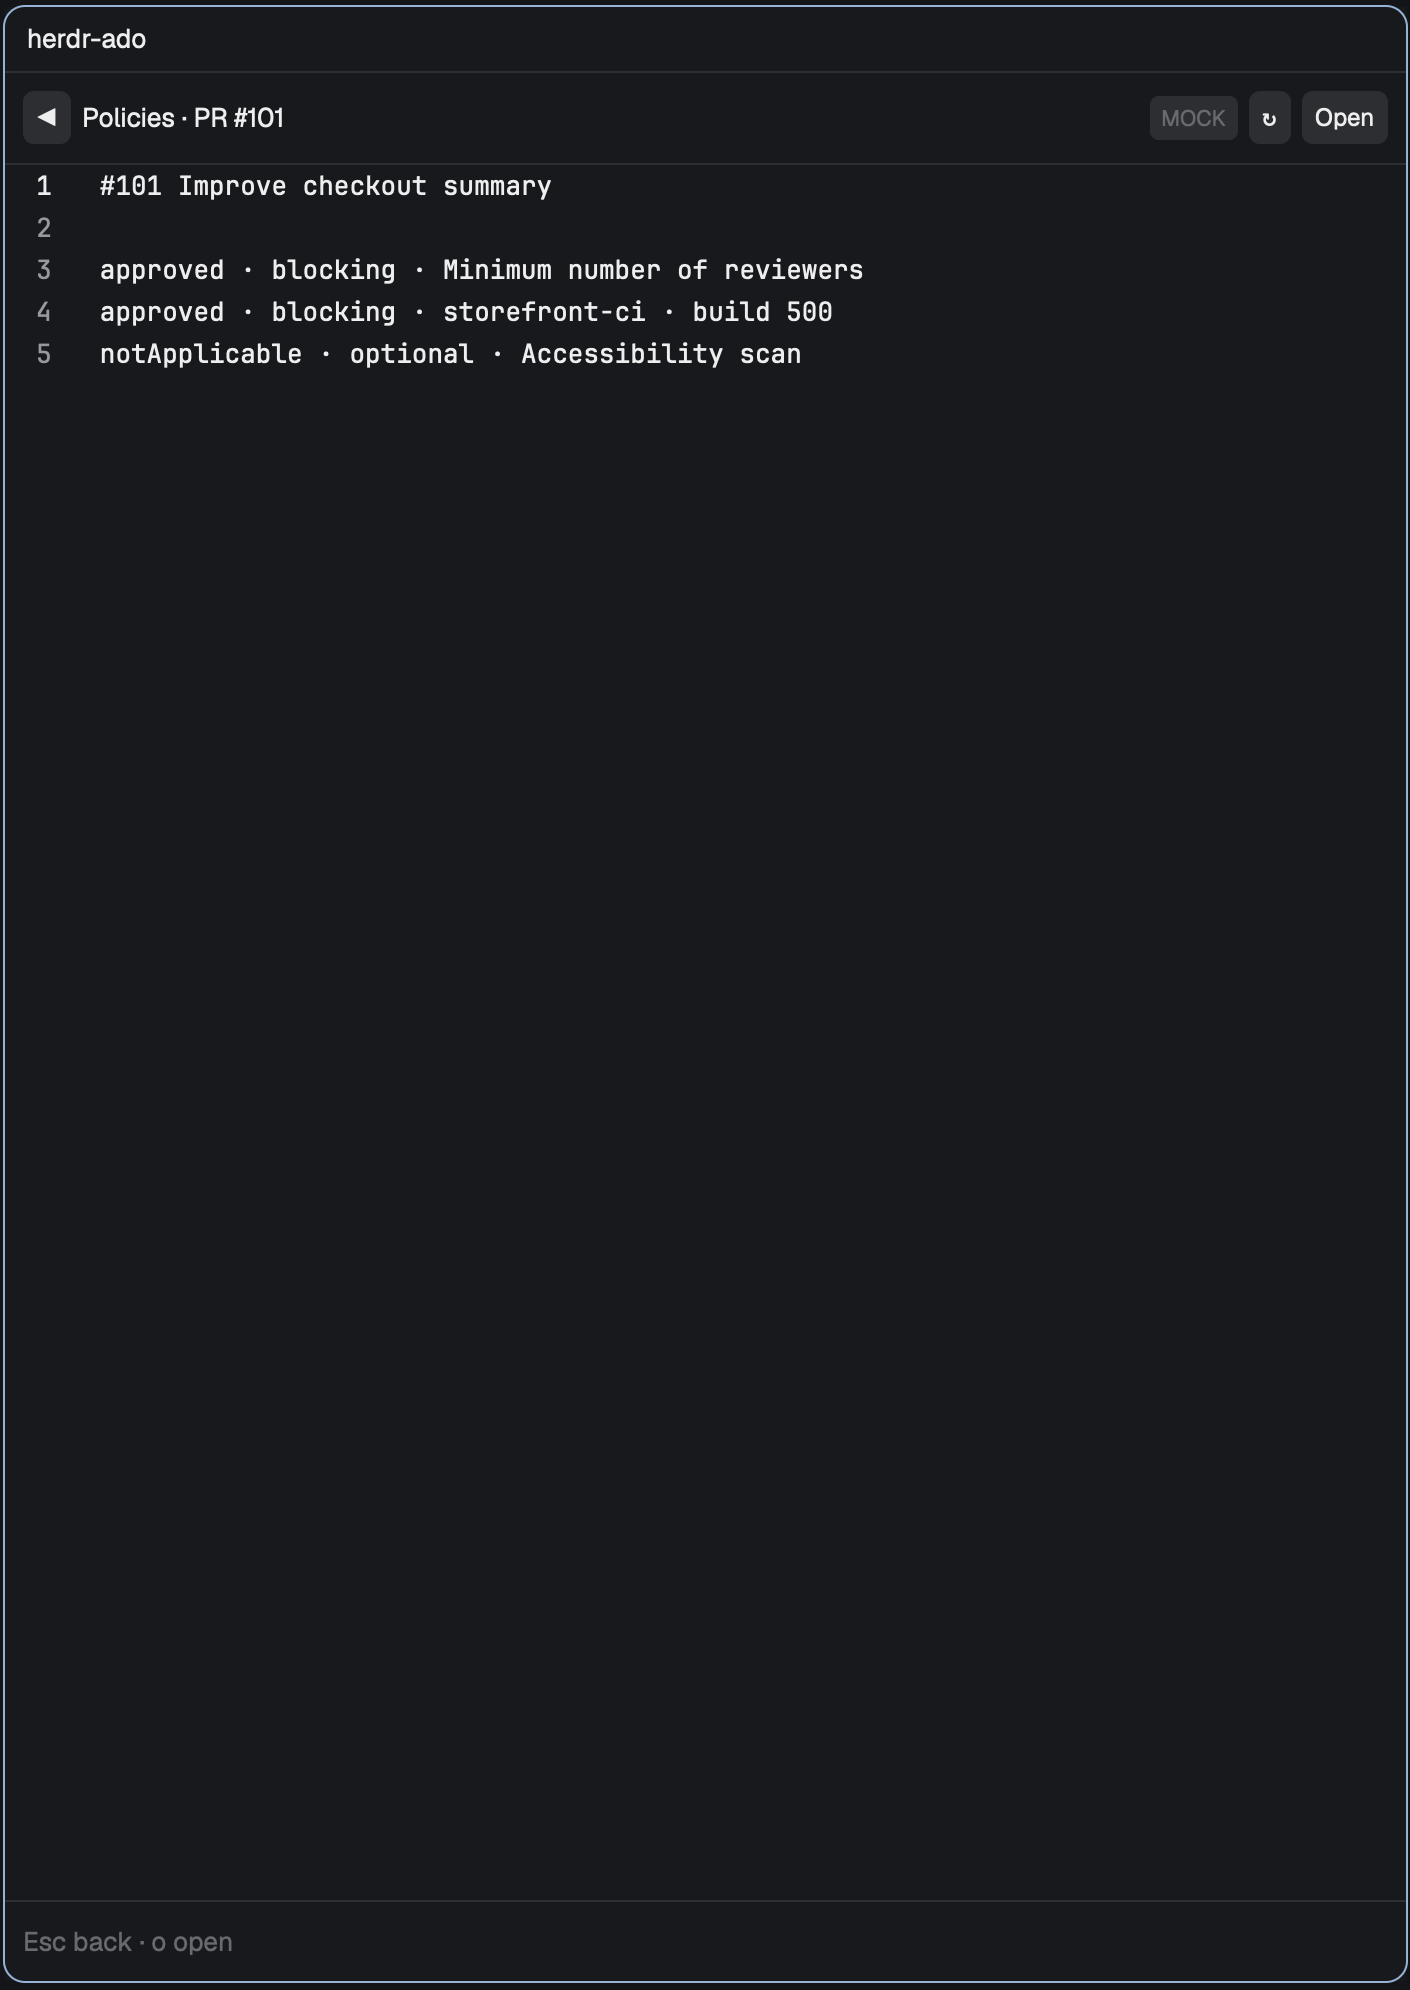 herdr-ado
◀ Policies · PR #101 MOCK ↻ Open
1 #101 Improve checkout summary
2
3 approved · blocking · Minimum number of reviewers
4 approved · blocking · storefront-ci · build 500
5 notApplicable · optional · Accessibility scan
Esc back · o open